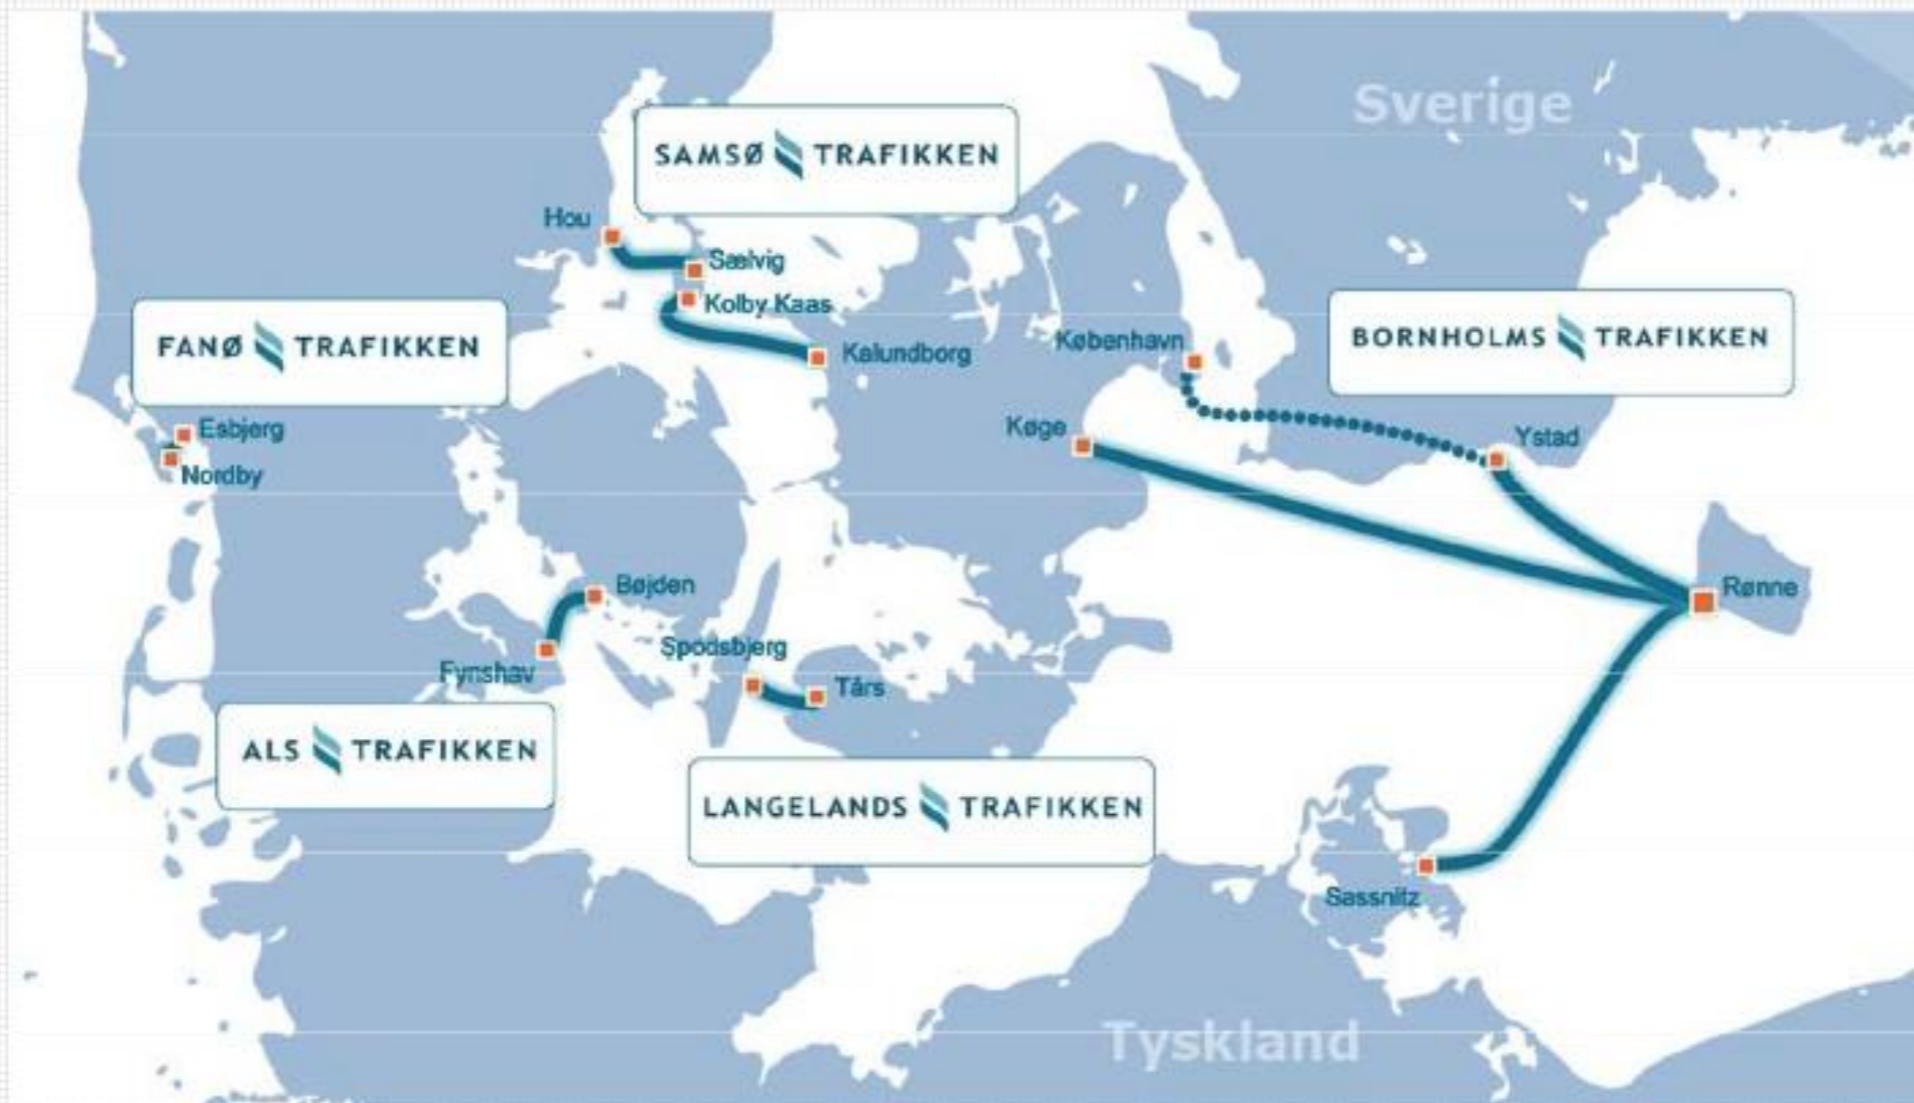 Sverige
SAMSØ TRAFIKKEN
Hou
Sælvig
Kolby Kaas
FANØ TRAFIKKEN
BORNHOLMS TRAFIKKEN
København
Kalundborg
Esbjerg
Køge
Ystad
Nordby
Bøjden
Rønne
Spodsbjerg
Fynshav
Tårs
ALS TRAFIKKEN
LANGELANDS TRAFIKKEN
Sassnitz
Tyskland